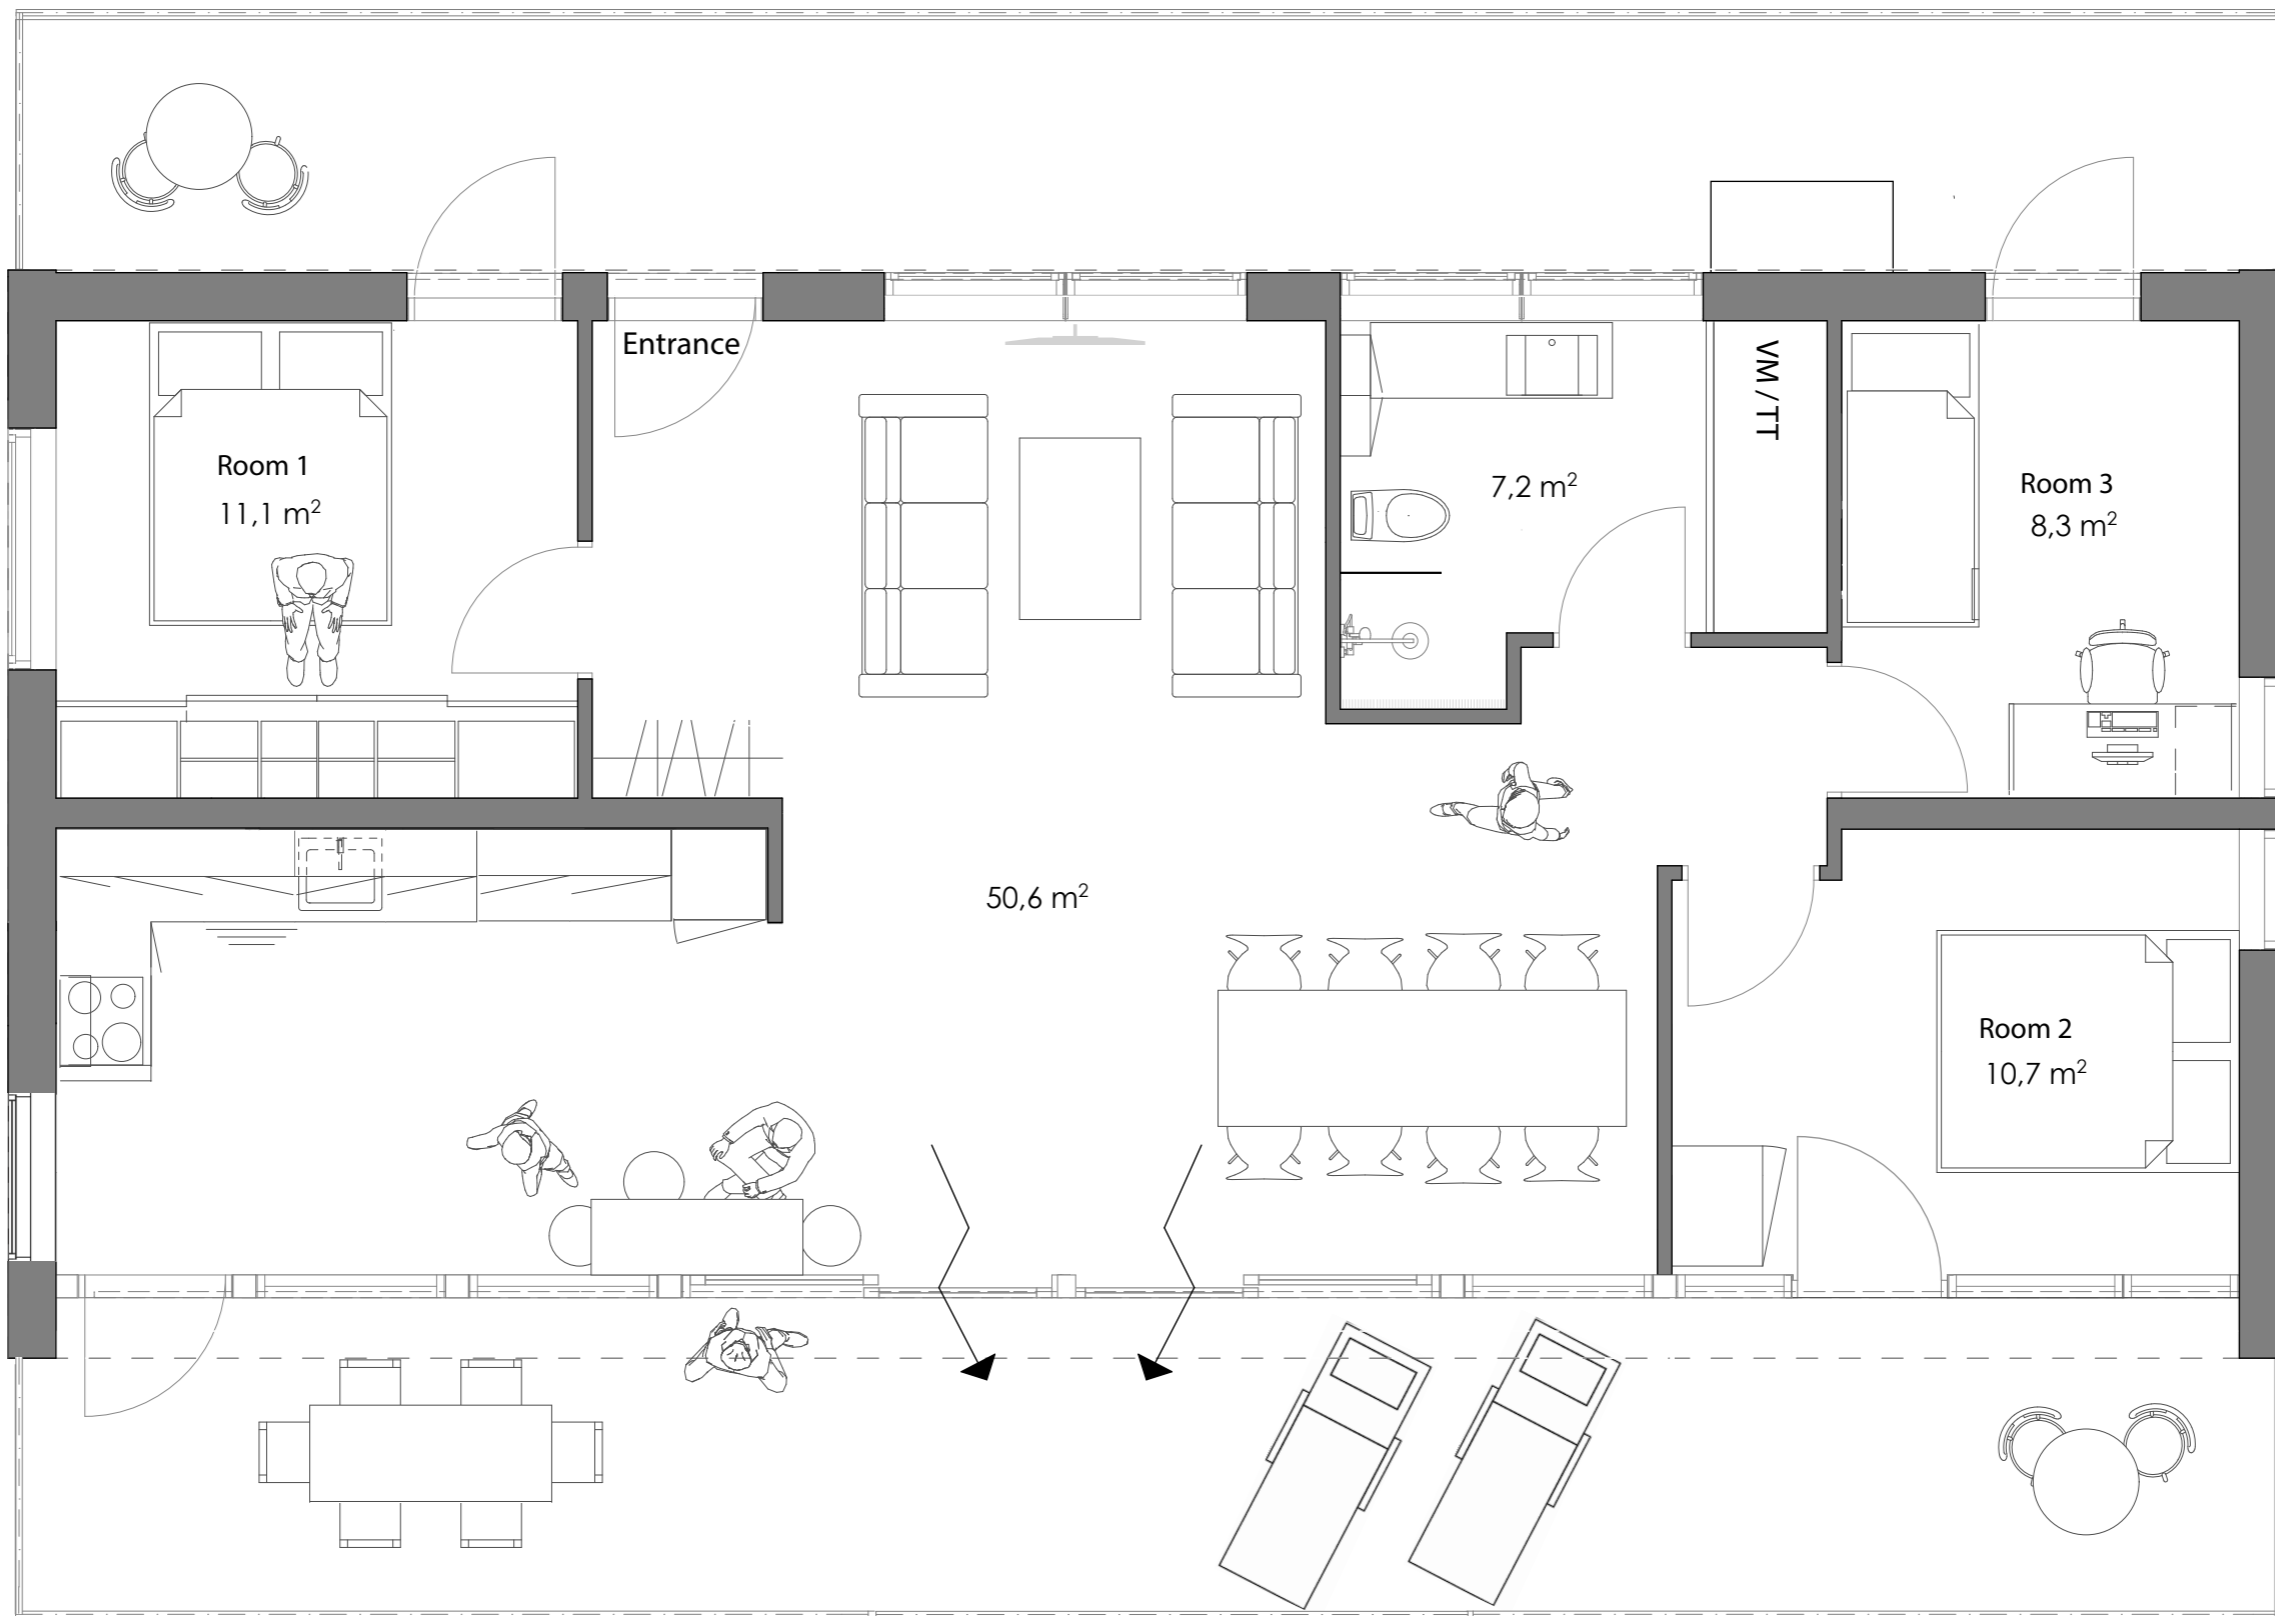 Entrance
VM/TT
Room 1
11,1 m²
7,2 m²
Room 3
8,3 m²
50,6 m²
Room 2
10,7 m²